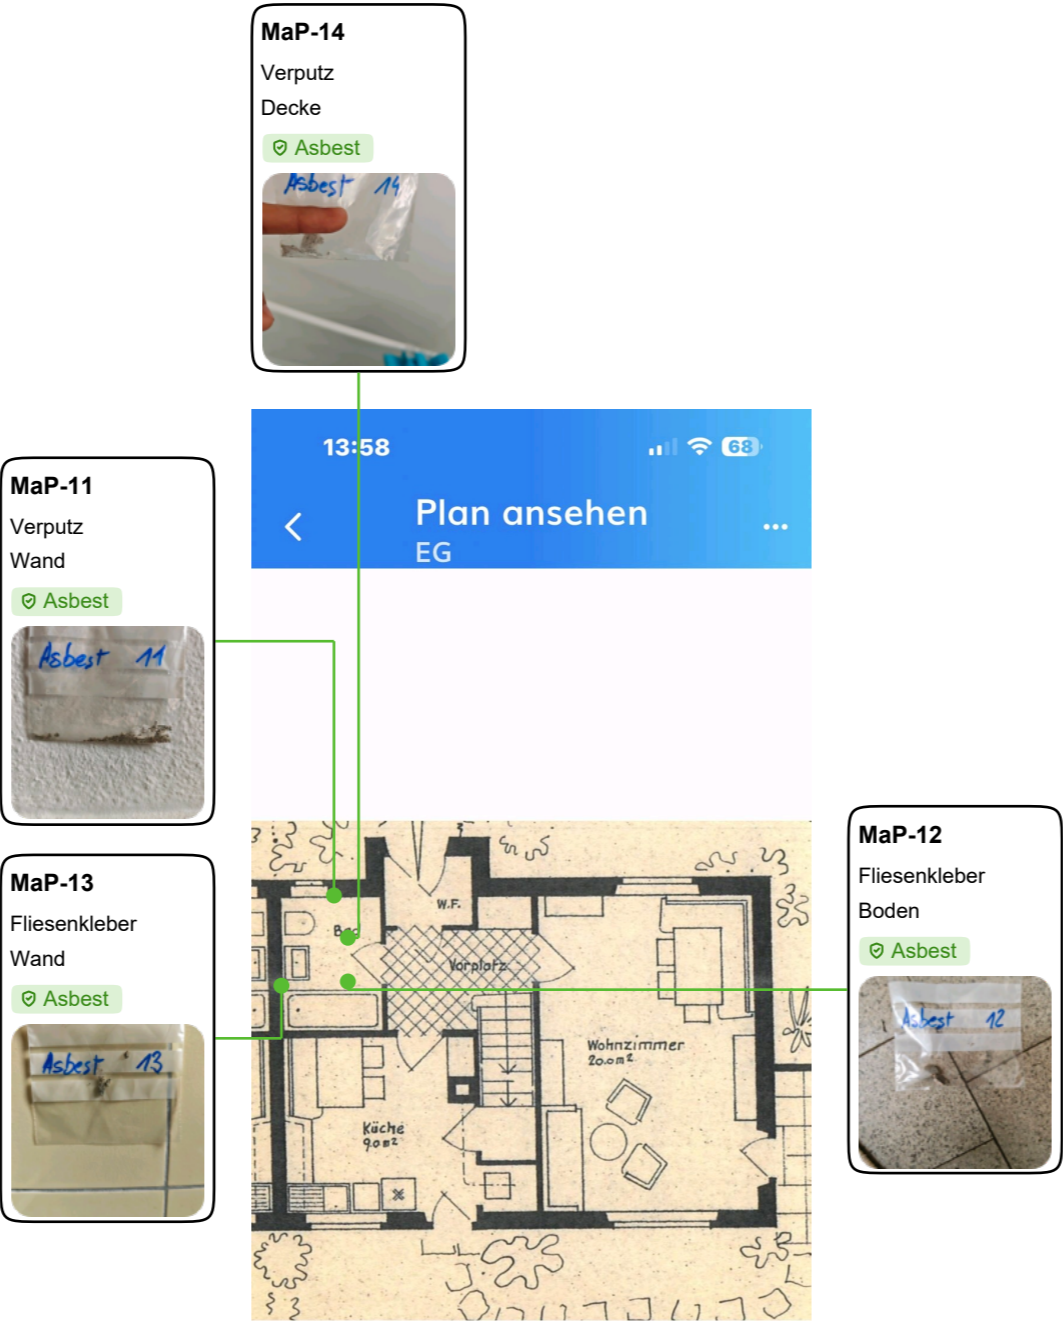 MaP-14
Verputz
Decke
Asbest
Asbest 14
13:58
68
Plan ansehen
EG
MaP-11
Verputz
Wand
Asbest
Asbest 11
MaP-13
Fliesenkleber
Wand
Asbest
Asbest 13
MaP-12
Fliesenkleber
Boden
Asbest
Asbest 12
W.F.
Vorplatz
Wohnzimmer
20.0m²
Küche
9.0m²